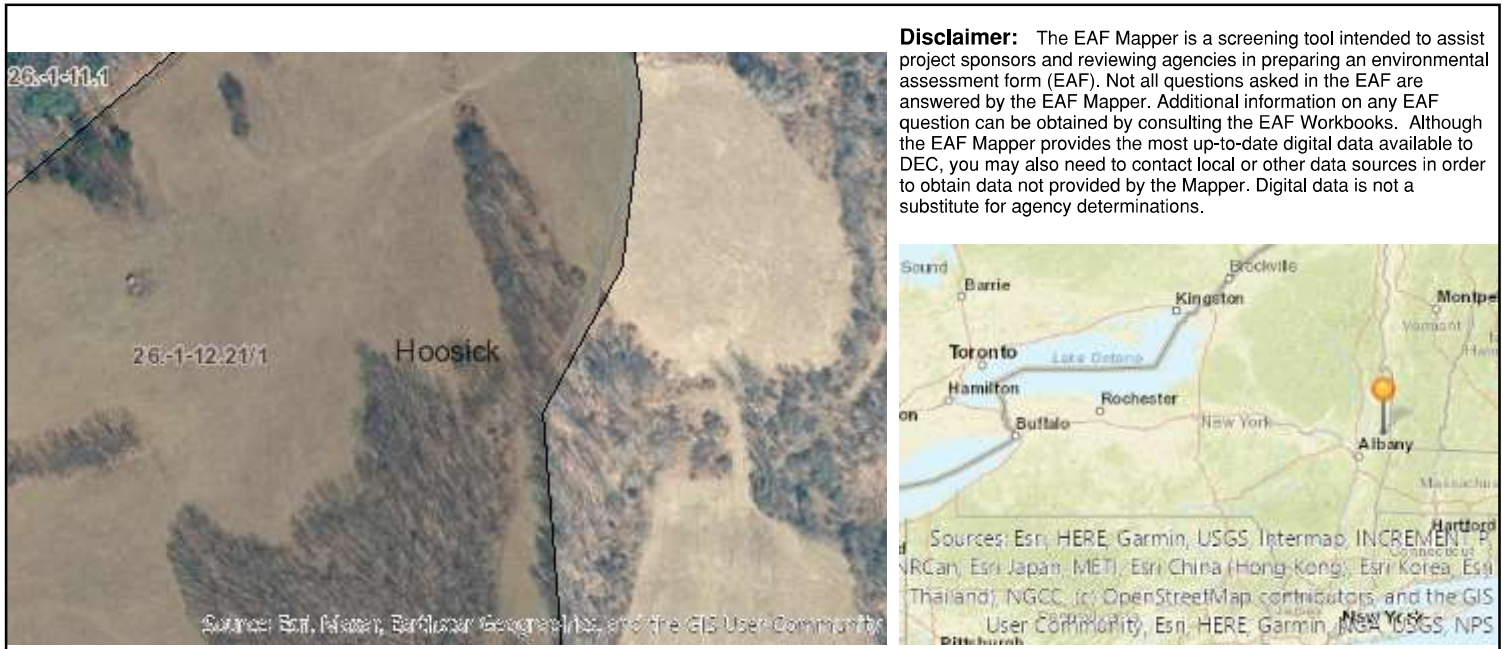 Disclaimer: The EAF Mapper is a screening tool intended to assist
project sponsors and reviewing agencies in preparing an environmental
assessment form (EAF). Not all questions asked in the EAF are
answered by the EAF Mapper. Additional information on any EAF
question can be obtained by consulting the EAF Workbooks. Although
the EAF Mapper provides the most up-to-date digital data available to
DEC, you may also need to contact local or other data sources in order
to obtain data not provided by the Mapper. Digital data is not a
substitute for agency determinations.
26.-1-11.1
26.-1-12.21/1
Hoosick
Source: Esri, Maxar, Earthstar Geographics, and the GIS User Community
Sound
Barrie
Brockville
Kingston
Montpe
Vermont
Toronto
Lake Ontario
Hamilton
Rochester
on
Buffalo
New York
Albany
Massachu
Hartford
Connecticut
Sources: Esri, HERE, Garmin, USGS, Intermap, INCREMENT P,
NRCan, Esri Japan, METI, Esri China (Hong Kong), Esri Korea, Esri
Thailand), NGCC, (c) OpenStreetMap contributors, and the GIS
User Community, Esri, HERE, Garmin, NGA, USGS, NPS
New York
Pittsburgh